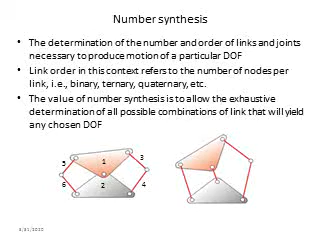 Number synthesis
• The determination of the number and order of links and joints
necessary to produce motion of a particular DOF
• Link order in this context refers to the number of nodes per
link, i.e., binary, ternary, quaternary, etc.
• The value of number synthesis is to allow the exhaustive
determination of all possible combinations of link that will yield
any chosen DOF
5 1 3
6 2 4